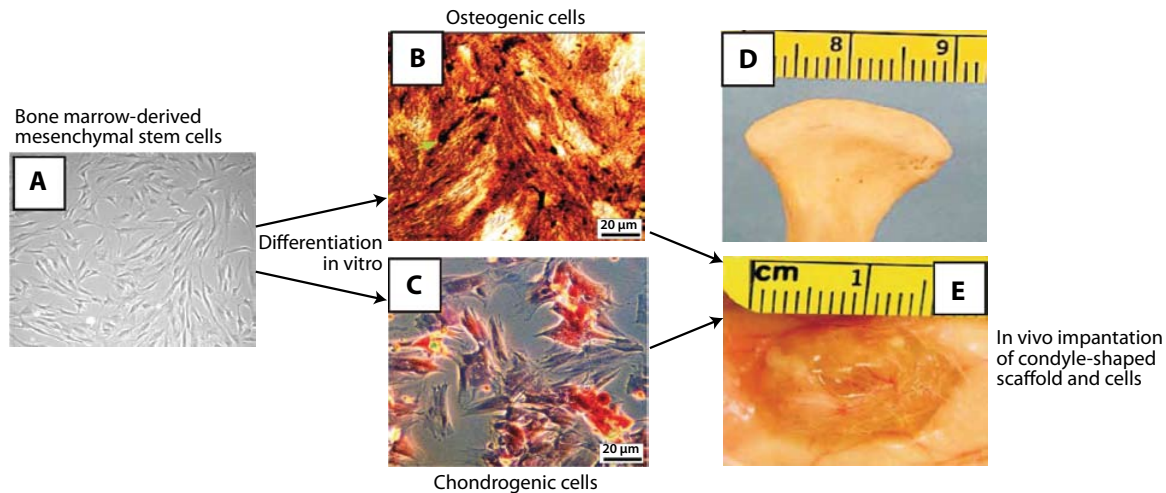 Osteogenic cells
B
20 µm
D
8 9
Bone marrow-derived
mesenchymal stem cells
A
Differentiation
in vitro
C
20 µm
Chondrogenic cells
cm 1
E
In vivo impantation
of condyle-shaped
scaffold and cells